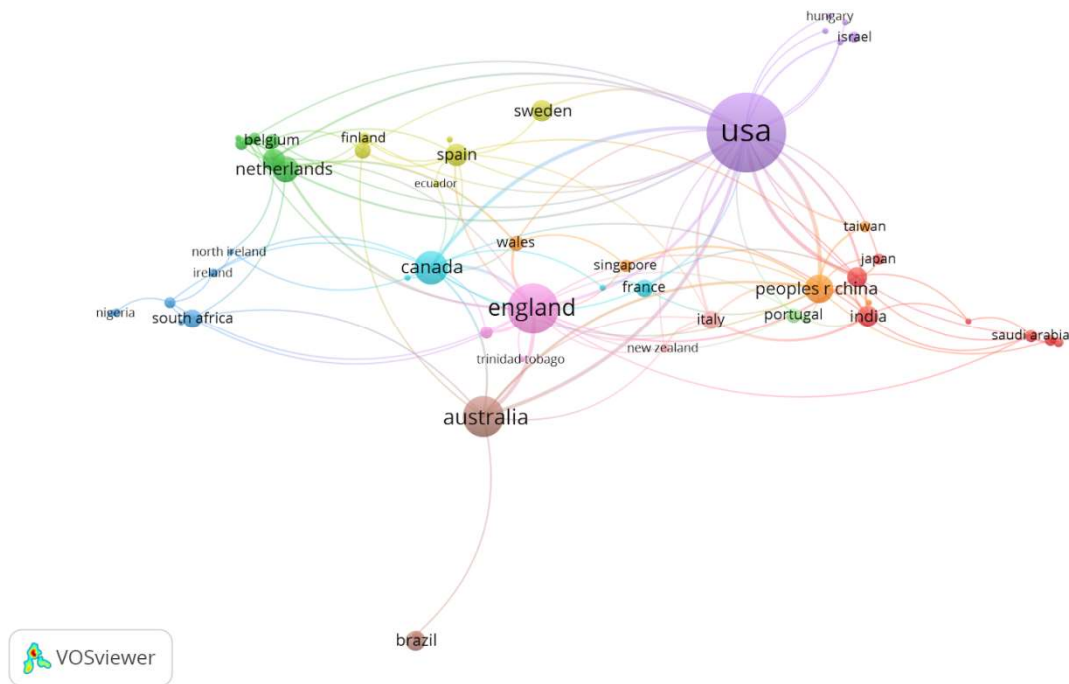 hungary
israel
usa
sweden
belgium
finland
netherlands
spain
ecuador
taiwan
wales
north ireland
canada
singapore
japan
ireland
france
peoples r china
england
nigeria
south africa
italy
portugal
india
saudi arabia
new zealand
trinidad tobago
australia
brazil
VOSviewer